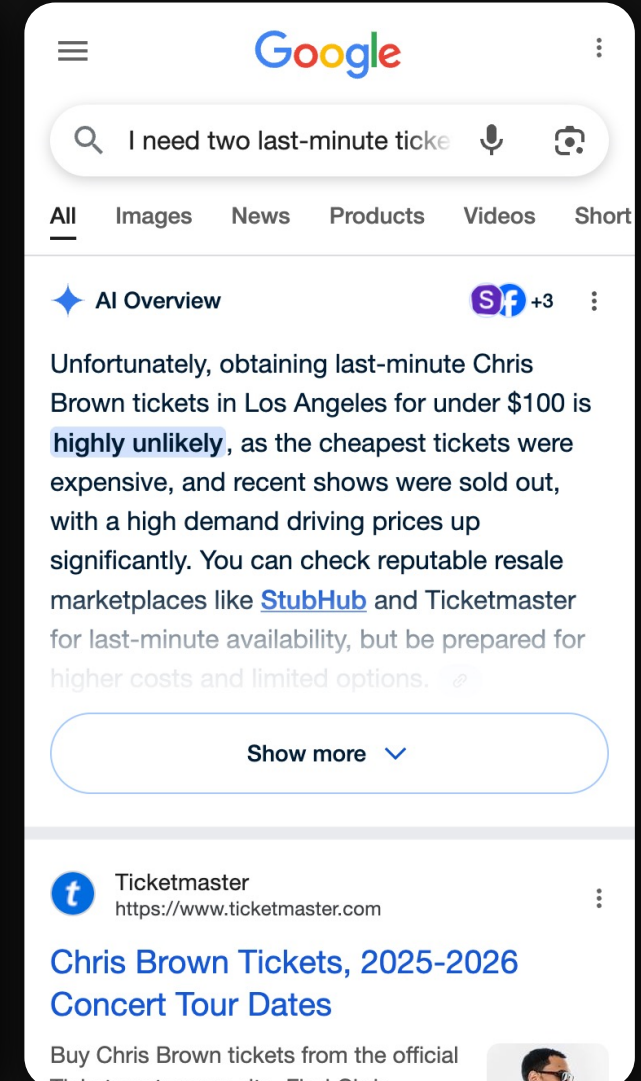 Google
I need two last-minute ticke
All Images News Products Videos Short
AI Overview
S f +3
Unfortunately, obtaining last-minute Chris
Brown tickets in Los Angeles for under $100 is
highly unlikely, as the cheapest tickets were
expensive, and recent shows were sold out,
with a high demand driving prices up
significantly. You can check reputable resale
marketplaces like StubHub and Ticketmaster
for last-minute availability, but be prepared for
higher costs and limited options.
Show more
t
Ticketmaster
https://www.ticketmaster.com
Chris Brown Tickets, 2025-2026
Concert Tour Dates
Buy Chris Brown tickets from the official